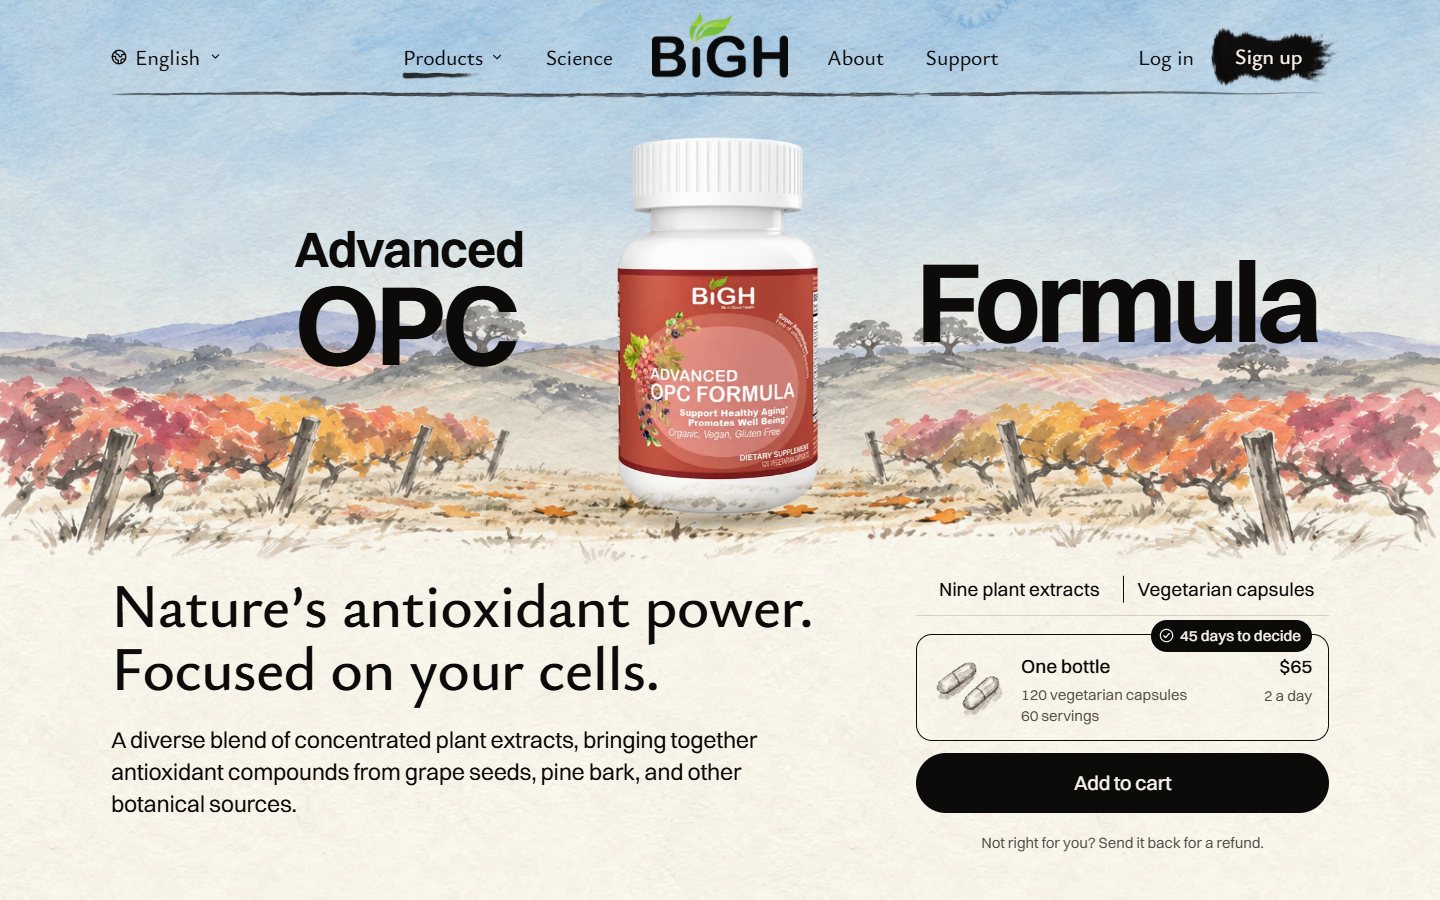 English
Products
Science
BiGH
About
Support
Log in
Sign up
Advanced
OPC
Formula
BiGH
ADVANCED
OPC FORMULA
Support Healthy Aging*
Promotes Well Being*
Organic, Vegan, Gluten Free
DIETARY SUPPLEMENT
120 VEGETARIAN CAPSULES
Nature’s antioxidant power.
Focused on your cells.
A diverse blend of concentrated plant extracts, bringing together
antioxidant compounds from grape seeds, pine bark, and other
botanical sources.
Nine plant extracts
Vegetarian capsules
45 days to decide
One bottle
$65
120 vegetarian capsules
2 a day
60 servings
Add to cart
Not right for you? Send it back for a refund.